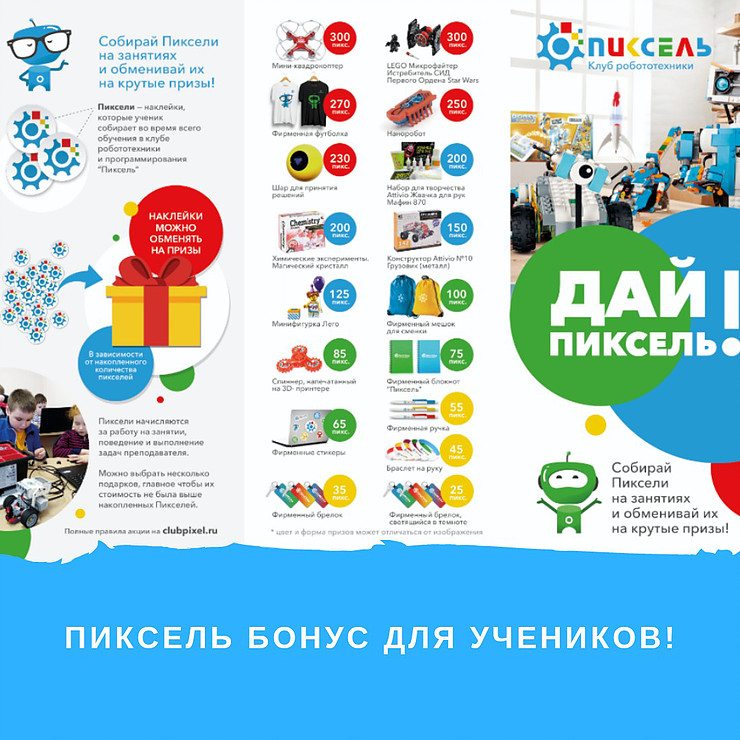 Собирай Пиксели
на занятиях
и обменивай их
на крутые призы!
Пиксели — наклейки,
которые ученик
собирает во время всего
обучения в клубе
робототехники
и программирования
"Пиксель"
НАКЛЕЙКИ
МОЖНО
ОБМЕНЯТЬ
НА ПРИЗЫ
В зависимости
от накопленного
количества
пикселей
Пиксели начисляются
за работу на занятии,
поведение и выполнение
задач преподавателя.
Можно выбрать несколько
подарков, главное чтобы их
стоимость не была выше
накопленных Пикселей.
Полные правила акции на clubpixel.ru
300
пикс.
Мини квадрокоптер
300
пикс.
LEGO Микрофайтер
Истребитель СИД
Первого Ордена Star Wars
270
пикс.
Фирменная футболка
250
пикс.
Наноробот
230
пикс.
Шар для принятия
решений
200
пикс.
Набор для творчества
Attivio Жвачка для рук
Мафин 870
Chemistry
200
пикс.
Химические эксперименты.
Магический кристалл
150
пикс.
Конструктор Attivio №10
Грузовик (металл)
125
пикс.
Минифигурка Лего
100
пикс.
Фирменный мешок
для сменки
85
пикс.
Спиннер, напечатанный
на 3D- принтере
75
пикс.
Фирменный блокнот
"Пиксель"
65
пикс.
Фирменные стикеры
55
пикс.
Фирменная ручка
45
пикс.
Браслет на руку
35
пикс.
Фирменный брелок
25
пикс.
Фирменный брелок,
светящийся в темноте
* цвет и форма призов может отличаться от изображения
ПИКСЕЛЬ
Клуб робототехники
ДАЙ
ПИКСЕЛЬ!
Собирай
Пиксели
на занятиях
и обменивай их
на крутые призы!
ПИКСЕЛЬ БОНУС ДЛЯ УЧЕНИКОВ!